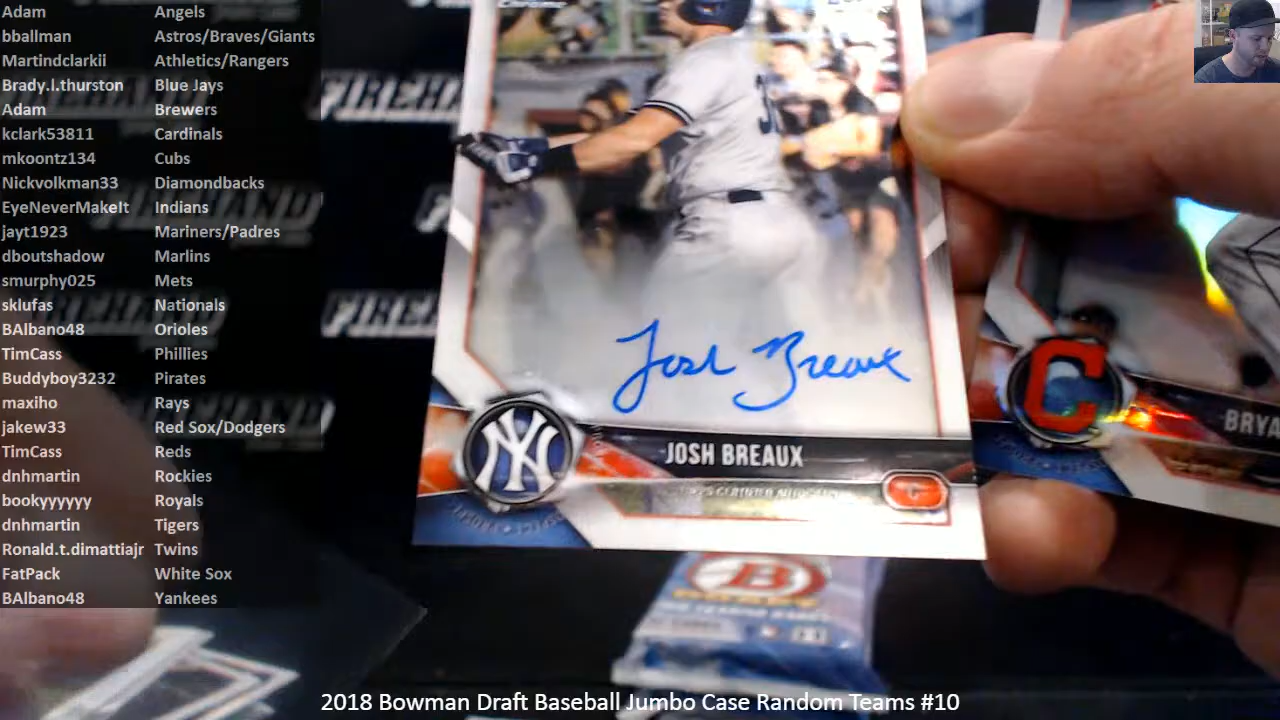 Adam Angels
bballman Astros/Braves/Giants
Martindclarkii Athletics/Rangers
Brady.l.thurston Blue Jays
Adam Brewers
kclark53811 Cardinals
mkoontz134 Cubs
Nickvolkman33 Diamondbacks
EyeNeverMakeIt Indians
jayt1923 Mariners/Padres
dboutshadow Marlins
smurphy025 Mets
sklufas Nationals
BAlbano48 Orioles
TimCass Phillies
Buddyboy3232 Pirates
maxiho Rays
jakew33 Red Sox/Dodgers
TimCass Reds
dnhmartin Rockies
bookyyyyyy Royals
dnhmartin Tigers
Ronald.t.dimattiajr Twins
FatPack White Sox
BAlbano48 Yankees
Chrome
Josh Breaux
NY
JOSH BREAUX
C
C
BRYA
B
2018 Bowman Draft Baseball Jumbo Case Random Teams #10